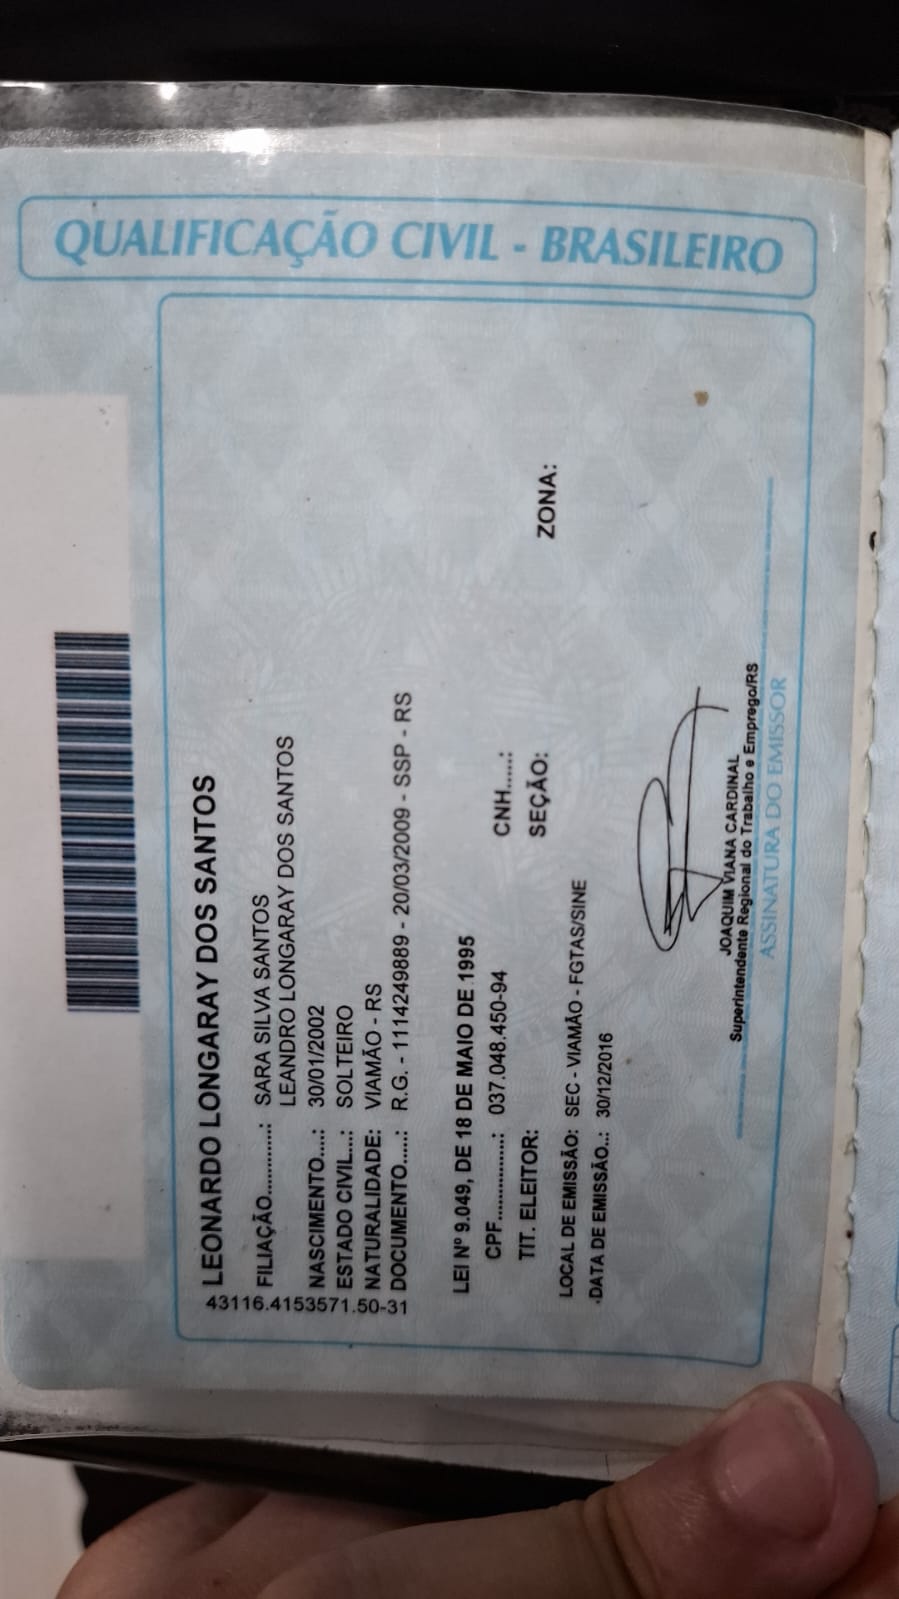 QUALIFICAÇÃO CIVIL - BRASILEIRO
LEONARDO LONGARAY DOS SANTOS
FILIAÇÃO............: SARA SILVA SANTOS
LEANDRO LONGARAY DOS SANTOS
NASCIMENTO....: 30/01/2002
ESTADO CIVIL...: SOLTEIRO
NATURALIDADE: VIAMÃO - RS
DOCUMENTO.....: R.G. - 1114249889 - 20/03/2009 - SSP - RS
43116.4153571.50-31
LEI Nº 9.049, DE 18 DE MAIO DE 1995
CPF...............: 037.048.450-94 CNH......:
TIT. ELEITOR: SEÇÃO: ZONA:
LOCAL DE EMISSÃO: SEC - VIAMÃO - FGTAS/SINE
DATA DE EMISSÃO..: 30/12/2016
JOAQUIM VIANA CARDINAL
Superintendente Regional do Trabalho e Emprego/RS
ASSINATURA DO EMISSOR